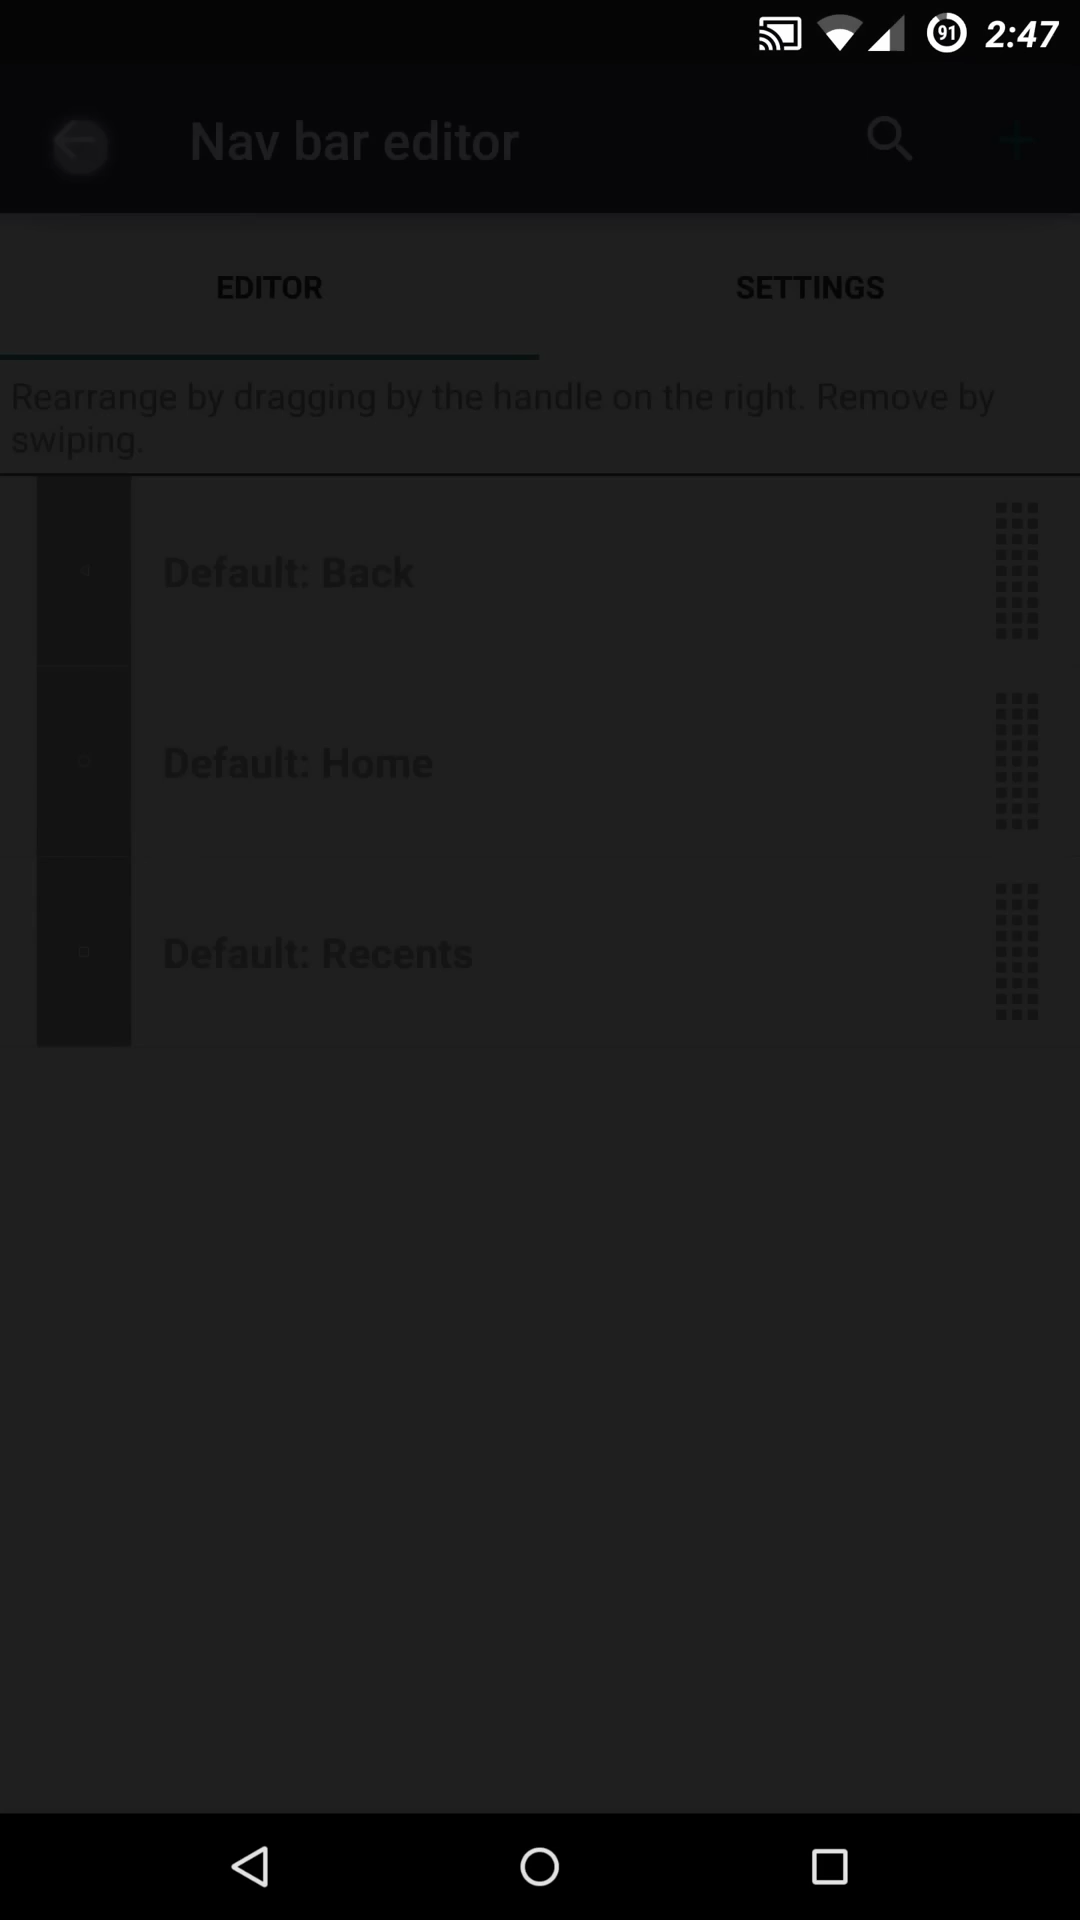 91 2:47
Nav bar editor
EDITOR SETTINGS
Rearrange by dragging by the handle on the right. Remove by
swiping.
Default: Back
Default: Home
Default: Recents